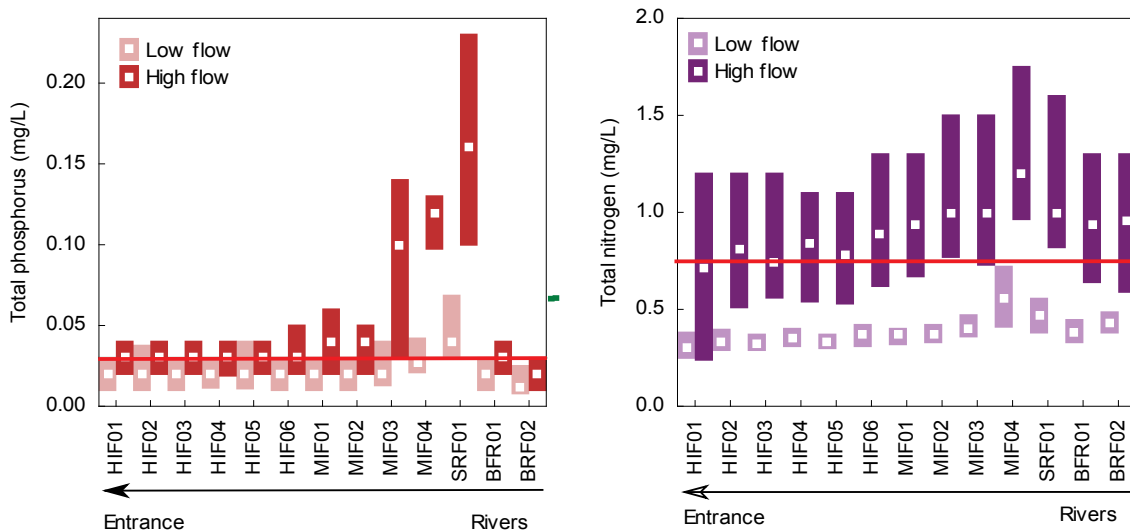 Total phosphorus (mg/L)
0.20
0.15
0.10
0.05
0.00
Low flow
High flow
HIF01
HIF02
HIF03
HIF04
HIF05
HIF06
MIF01
MIF02
MIF03
MIF04
SRF01
BFR01
BRF02
Entrance
Rivers
Total nitrogen (mg/L)
2.0
1.5
1.0
0.5
0.0
Low flow
High flow
HIF01
HIF02
HIF03
HIF04
HIF05
HIF06
MIF01
MIF02
MIF03
MIF04
SRF01
BFR01
BRF02
Entrance
Rivers